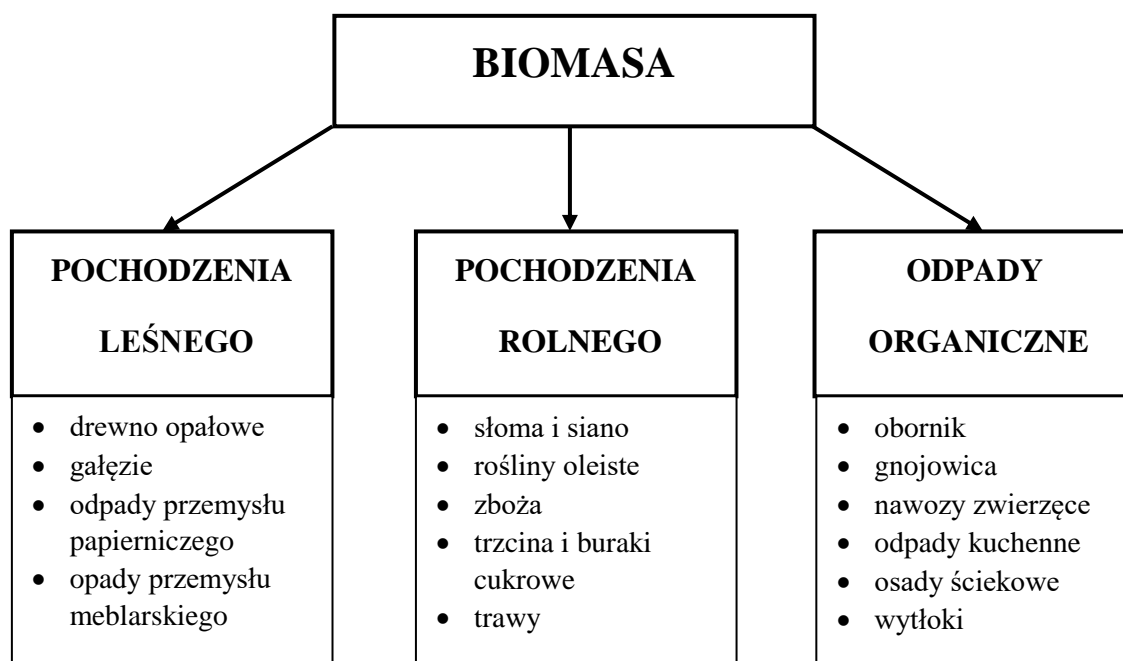 BIOMASA
POCHODZENIA
LEŚNEGO
• drewno opałowe
• gałęzie
• odpady przemysłu
papierniczego
• opady przemysłu
meblarskiego
POCHODZENIA
ROLNEGO
• słoma i siano
• rośliny oleiste
• zboża
• trzcina i buraki
cukrowe
• trawy
ODPADY
ORGANICZNE
• obornik
• gnojowica
• nawozy zwierzęce
• odpady kuchenne
• osady ściekowe
• wytłoki